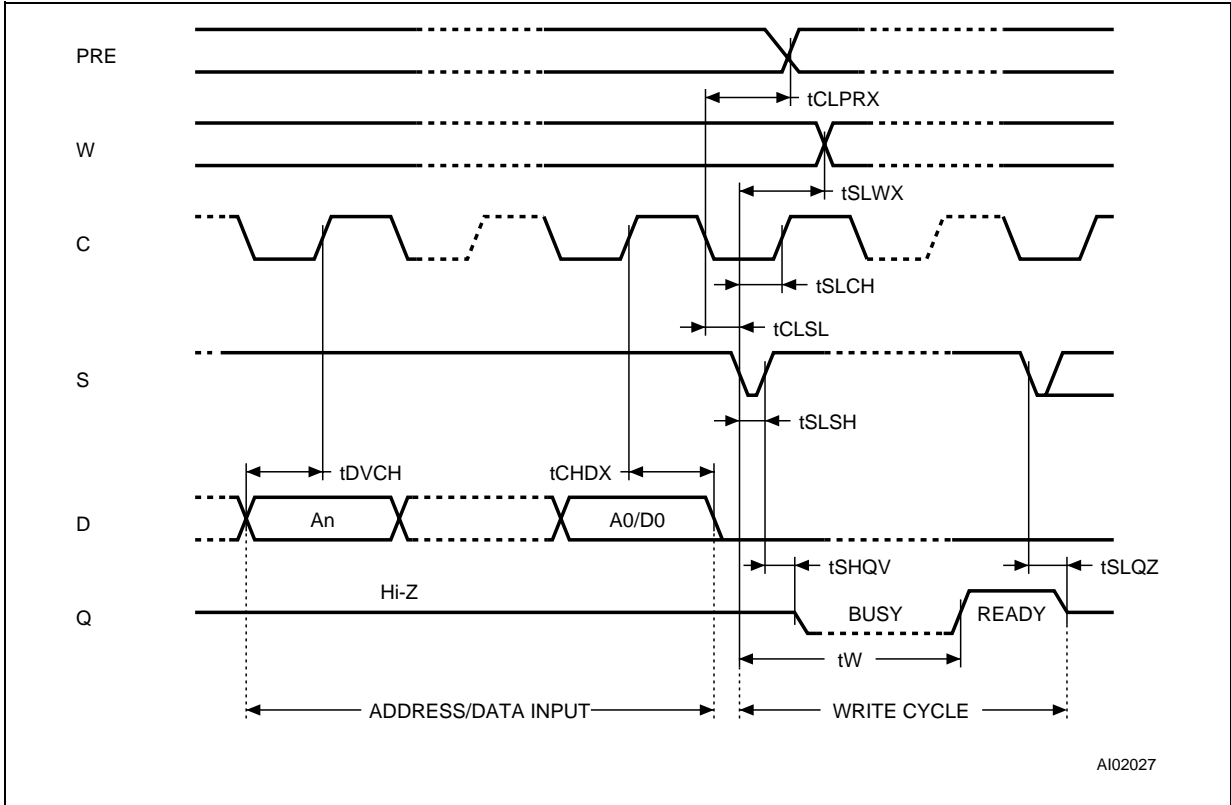 PRE
tCLPRX
W
tSLWX
C
tSLCH
tCLSL
S
tSLSH
tDVCH
tCHDX
D
An
A0/D0
tSHQV
tSLQZ
Hi-Z
Q
BUSY
READY
tW
ADDRESS/DATA INPUT
WRITE CYCLE
AI02027